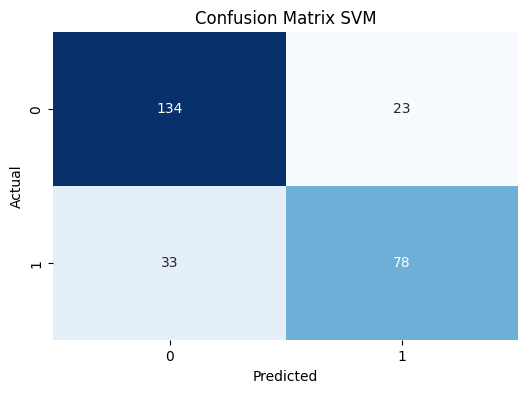 Confusion Matrix SVM
Actual
0
134
23
1
33
78
0
1
Predicted